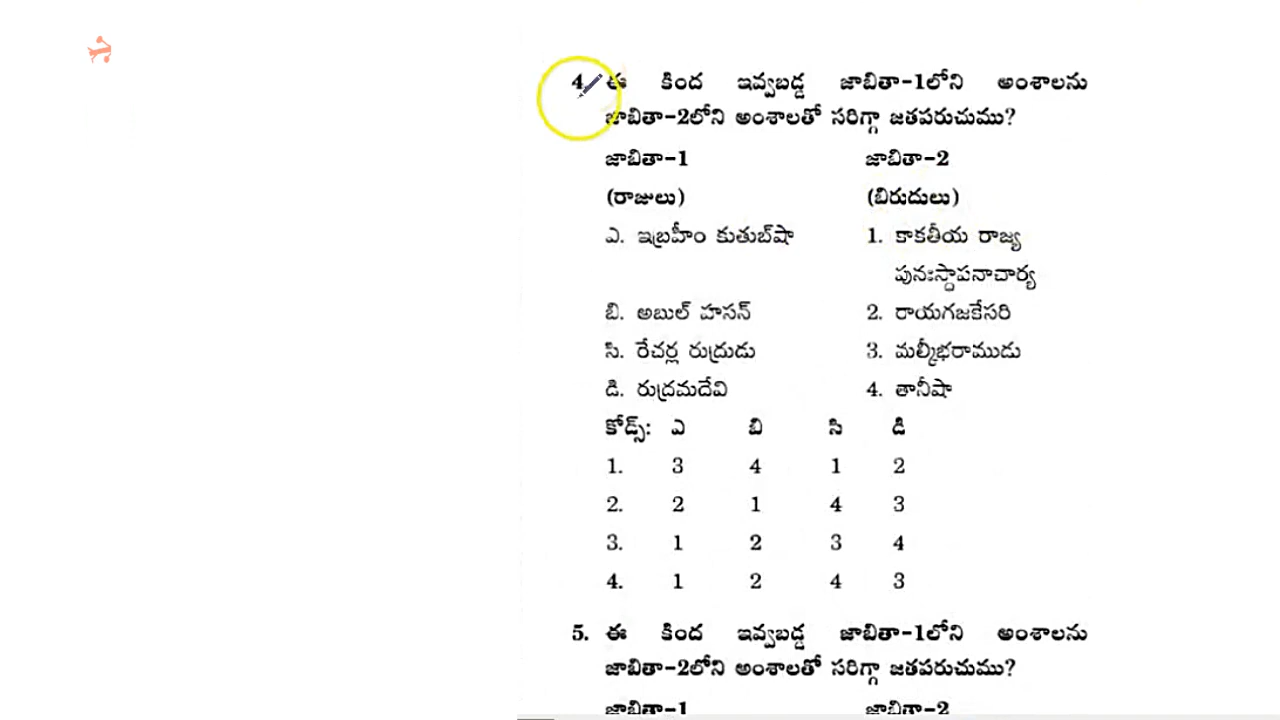 4. ఈ కింద ఇవ్వబడ్డ జాబితా-1లోని అంశాలను
జాబితా-2లోని అంశాలతో సరిగ్గా జతపరుచుము?
జాబితా-1 జాబితా-2
(రాజులు) (బిరుదులు)
ఎ. ఇబ్రహీం కుతుబ్‌షా 1. కాకతీయ రాజ్య
పునఃస్థాపనాచార్య
బి. అబుల్ హసన్ 2. రాయగజకేసరి
సి. రేచర్ల రుద్రుడు 3. మల్కీభరాముడు
డి. రుద్రమదేవి 4. తానీషా
కోడ్స్: ఎ బి సి డి
1. 3 4 1 2
2. 2 1 4 3
3. 1 2 3 4
4. 1 2 4 3
5. ఈ కింద ఇవ్వబడ్డ జాబితా-1లోని అంశాలను
జాబితా-2లోని అంశాలతో సరిగ్గా జతపరుచుము?
జాబితా-1 జాబితా-2